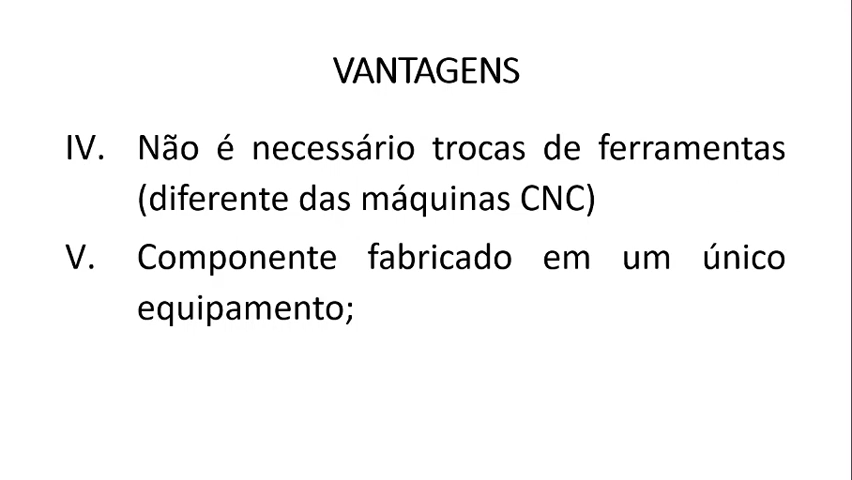 VANTAGENS
IV. Não é necessário trocas de ferramentas
(diferente das máquinas CNC)
V. Componente fabricado em um único
equipamento;